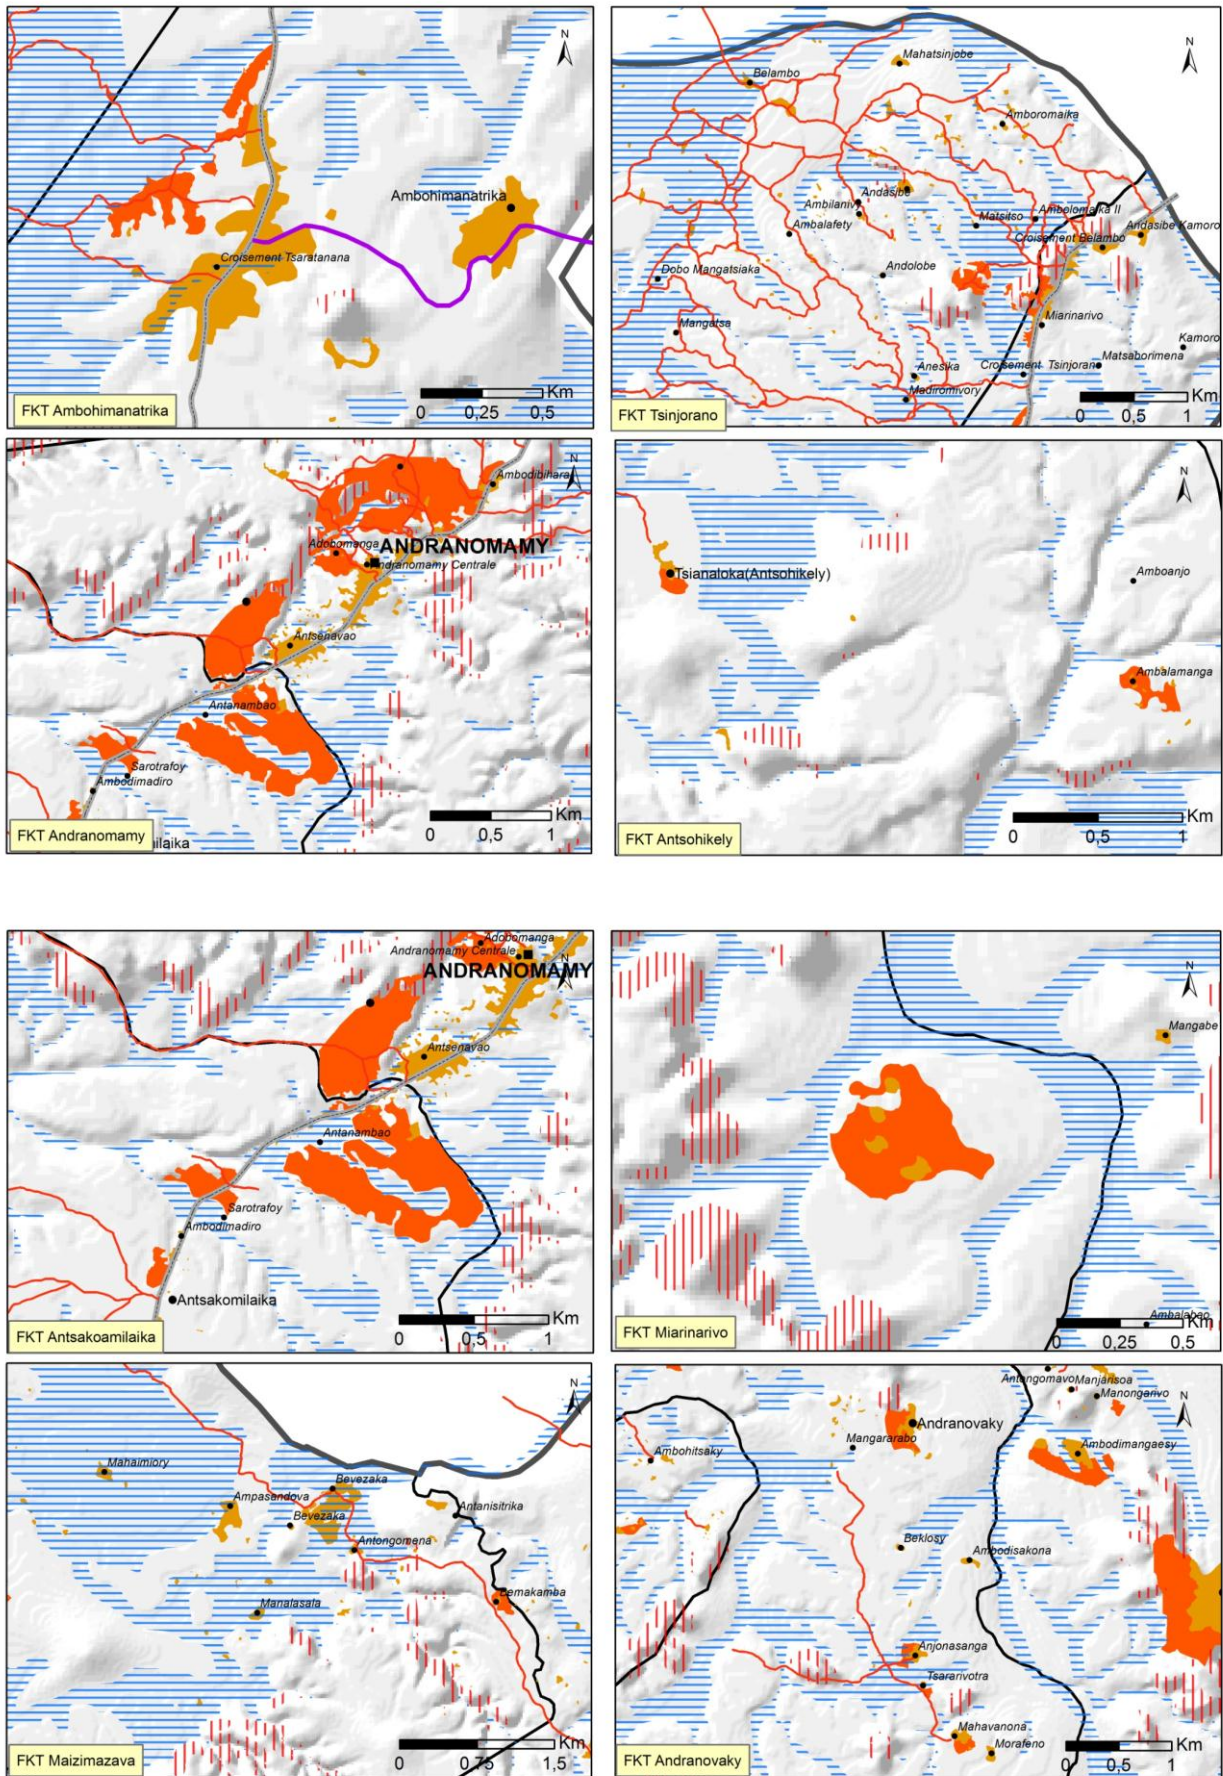 N
Ambohimanatrika
Croisement Tsaratanana
Km
0 0,25 0,5
FKT Ambohimanatrika
N
Mahatsinjobe
Belambo
Amboromaika
Andasibe
Ambilanivy
Matsitso
Ambolomaika II
Ambalafety
Croisement Belambo
Andasibe Kamoro
Dobo Mangatsiaka
Andolobe
Mangatsa
Miarinarivo
Kamoro
Anesika
Croisement Tsinjorano
Matsaborimena
Madiromivory
Km
0 0,5 1
FKT Tsinjorano
N
Ambodibihara
Adobomanga
ANDRANOMAMY
Andranomamy Centrale
Antsenavao
Antanambao
Sarotrafoy
Ambodimadiro
Km
0 0,5 1
FKT Andranomamy
ilaika
N
Tsianaloka(Antsohikely)
Amboanjo
Ambalamanga
Km
0 0,5 1
FKT Antsohikely
Adobomanga
Andranomamy Centrale
ANDRANOMAMY
N
Antsenavao
Antanambao
Sarotrafoy
Ambodimadiro
Antsakomilaika
Km
0 0,5 1
FKT Antsakoamilaika
N
Mangabe
Ambalabao
Km
0 0,25 0,5
FKT Miarinarivo
N
Mahaimiory
Bevezaka
Ampasandova
Bevezaka
Antanisitrika
Antongomena
Bemakamba
Manalasala
Km
0 0,75 1,5
FKT Maizimazava
Antongomavo
Manjarisoa
Manongarivo
N
Andranovaky
Mangararabo
Ambohitsaky
Ambodimangaesy
Beklosy
Ambodisakona
Anjonasanga
Tsararivotra
Mahavanona
Morafeno
Km
0 0,5 1
FKT Andranovaky